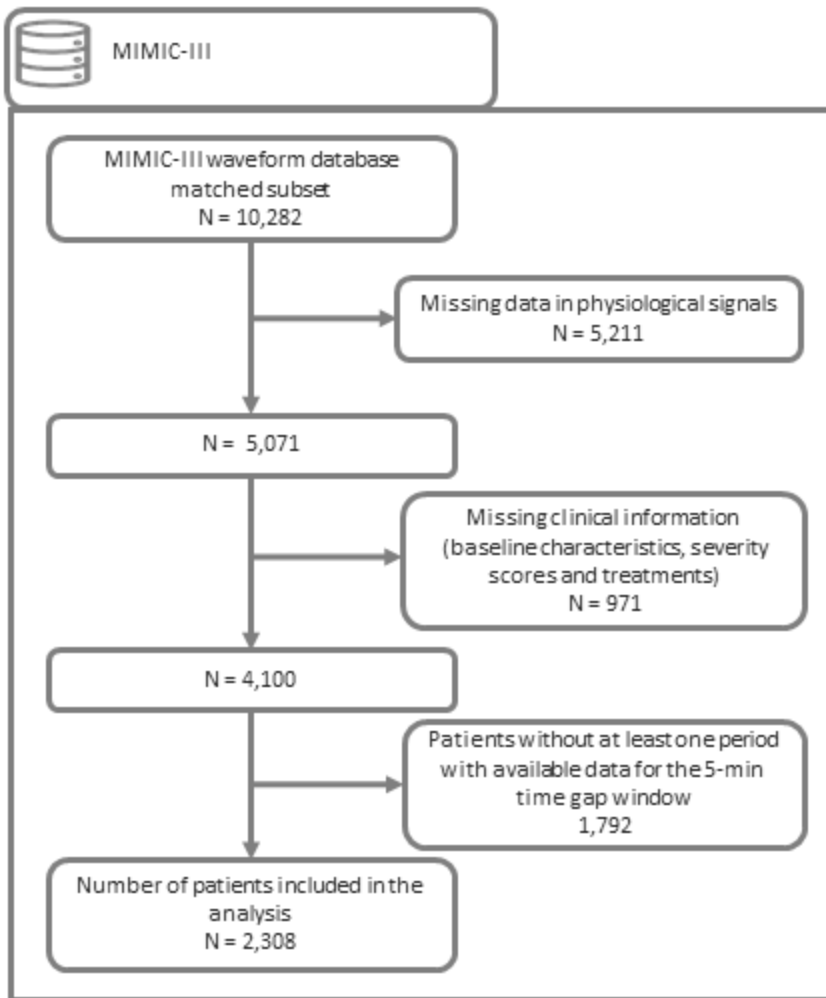 MIMIC-III
MIMIC-III waveform database
matched subset
N = 10,282
Missing data in physiological signals
N = 5,211
N = 5,071
Missing clinical information
(baseline characteristics, severity
scores and treatments)
N = 971
N = 4,100
Patients without at least one period
with available data for the 5-min
time gap window
1,792
Number of patients included in the
analysis
N = 2,308